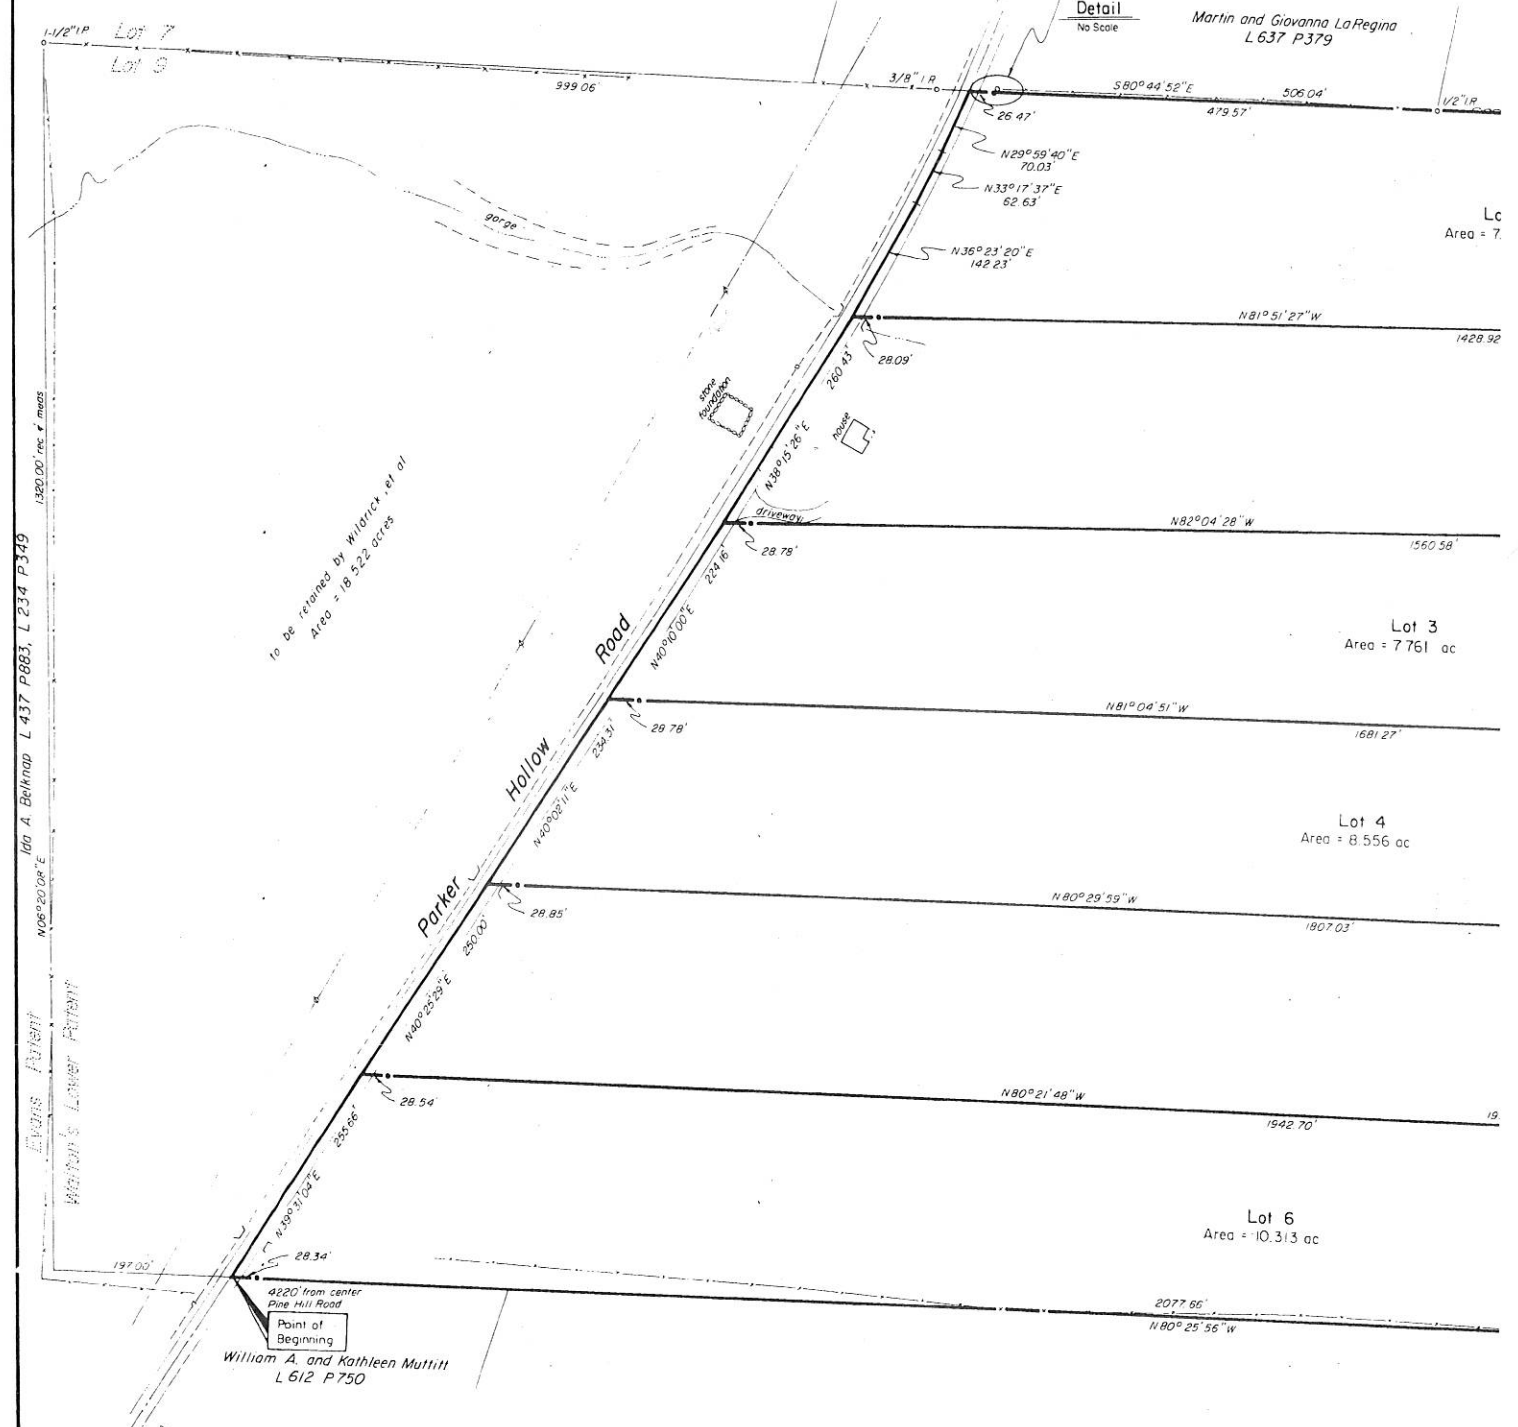 Detail
No Scale
Martin and Giovanna LaRegina
L 637 P379
1-1/2" I.P.
Lot 7
Lot 9
999.06'
3/8" I.R.
S80°44'52"E
506.04'
479.57'
1/2" I.R.
26.47'
N29°59'40"E
70.03'
N33°17'37"E
62.63'
N36°23'20"E
142.23'
gorge
Area = 7.
N81°51'27"W
1428.92
28.09'
260.43'
N38°15'26"E
stone
foundation
house
driveway
N82°04'28"W
1560.58'
28.78'
224.16'
N40°10'00"E
Lot 3
Area = 7.761 ac
to be retained by Wildrick, et al
Area = 18.522 acres
1320.00' rec & meas
N06°20'08"E
Ida A. Belknap L 437 P883, L 234 P349
Evans Patent
Walton's Lower Patent
Parker Hollow Road
N81°04'51"W
1681.27'
28.78'
234.31'
N40°02'11"E
Lot 4
Area = 8.556 ac
N80°29'59"W
1807.03'
28.85'
250.00'
N40°25'29"E
N80°21'48"W
1942.70'
19.
28.54'
255.66'
N39°31'04"E
Lot 6
Area = 10.313 ac
197.00'
28.34'
4220' from center
Pine Hill Road
Point of
Beginning
2077.66'
N80°25'56"W
William A. and Kathleen Muttitt
L 612 P750